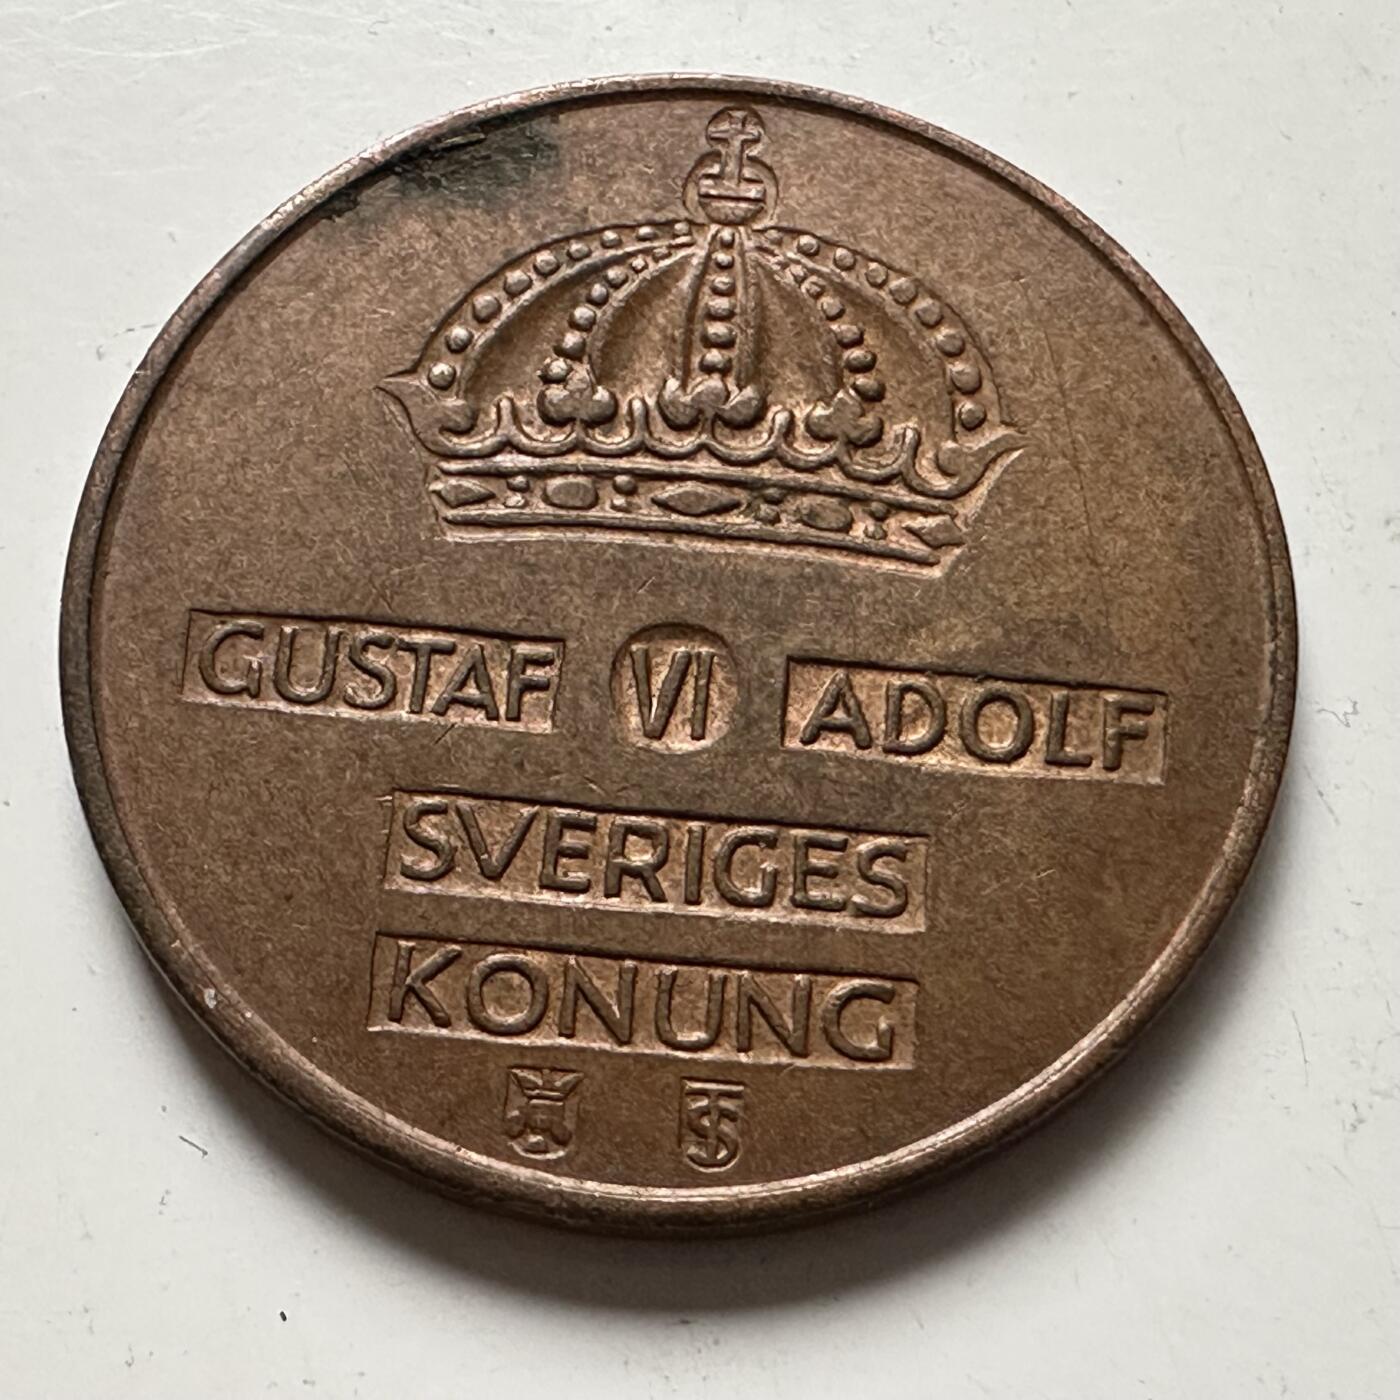 GUSTAF VI ADOLF
SVERIGES
KONUNG
TS